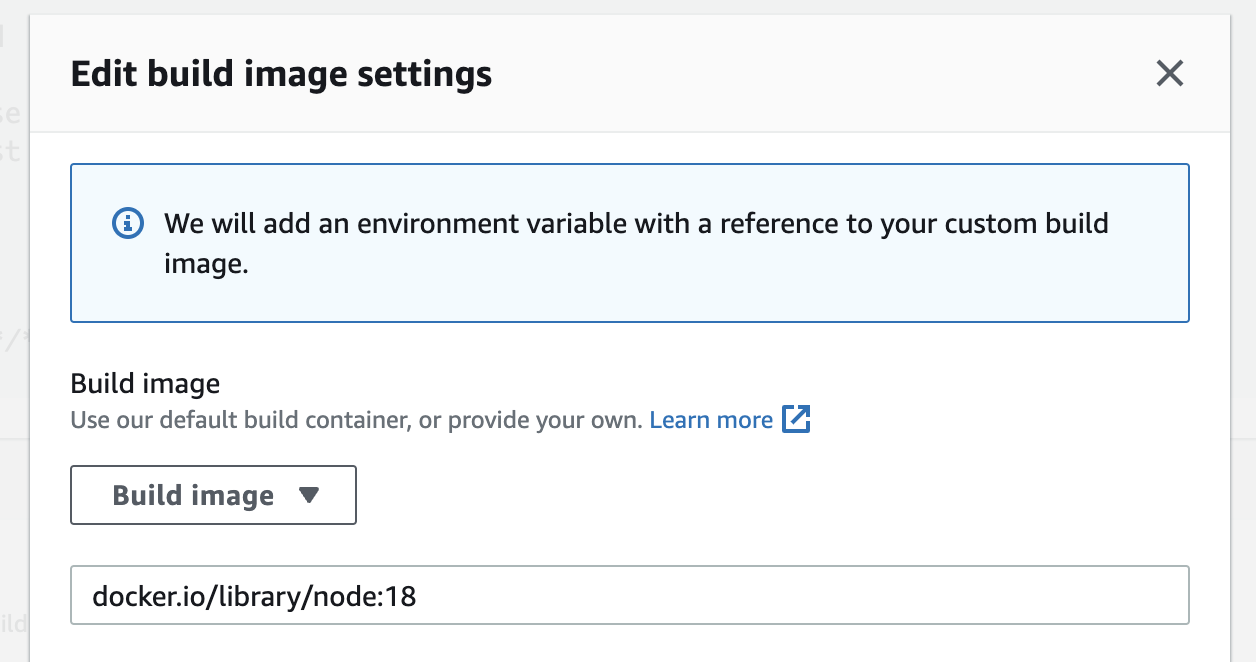 Edit build image settings
We will add an environment variable with a reference to your custom build
image.
Build image
Use our default build container, or provide your own. Learn more
Build image
docker.io/library/node:18